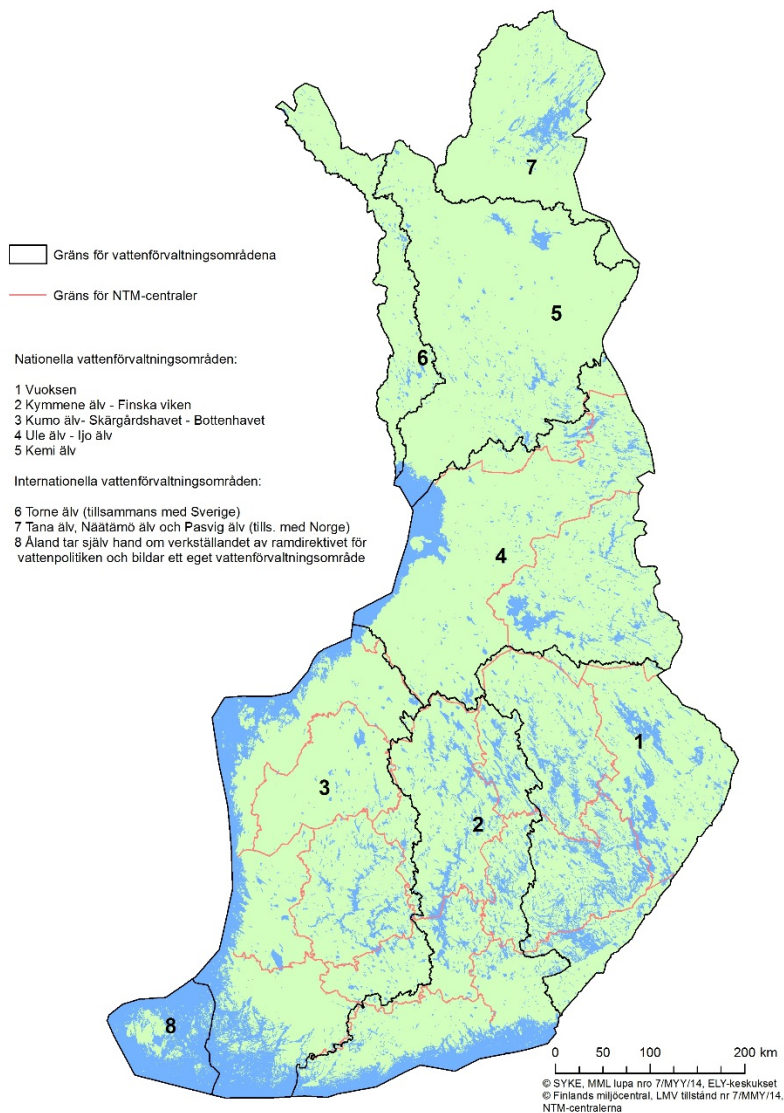 7
Gräns för vattenförvaltningsområdena
Gräns för NTM-centraler
5
6
Nationella vattenförvaltningsområden:
1 Vuoksen
2 Kymmene älv - Finska viken
3 Kumo älv- Skärgårdshavet - Bottenhavet
4 Ule älv - Ijo älv
5 Kemi älv
Internationella vattenförvaltningsområden:
6 Torne älv (tillsammans med Sverige)
7 Tana älv, Näätämö älv och Pasvig älv (tills. med Norge)
8 Åland tar själv hand om verkställandet av ramdirektivet för
vattenpolitiken och bildar ett eget vattenförvaltningsområde
4
1
3
2
8
0 50 100 200 km
© SYKE, MML lupa nro 7/MYY/14, ELY-keskukset
© Finlands miljöcentral, LMV tillstånd nr 7/MMY/14,
NTM-centralerna